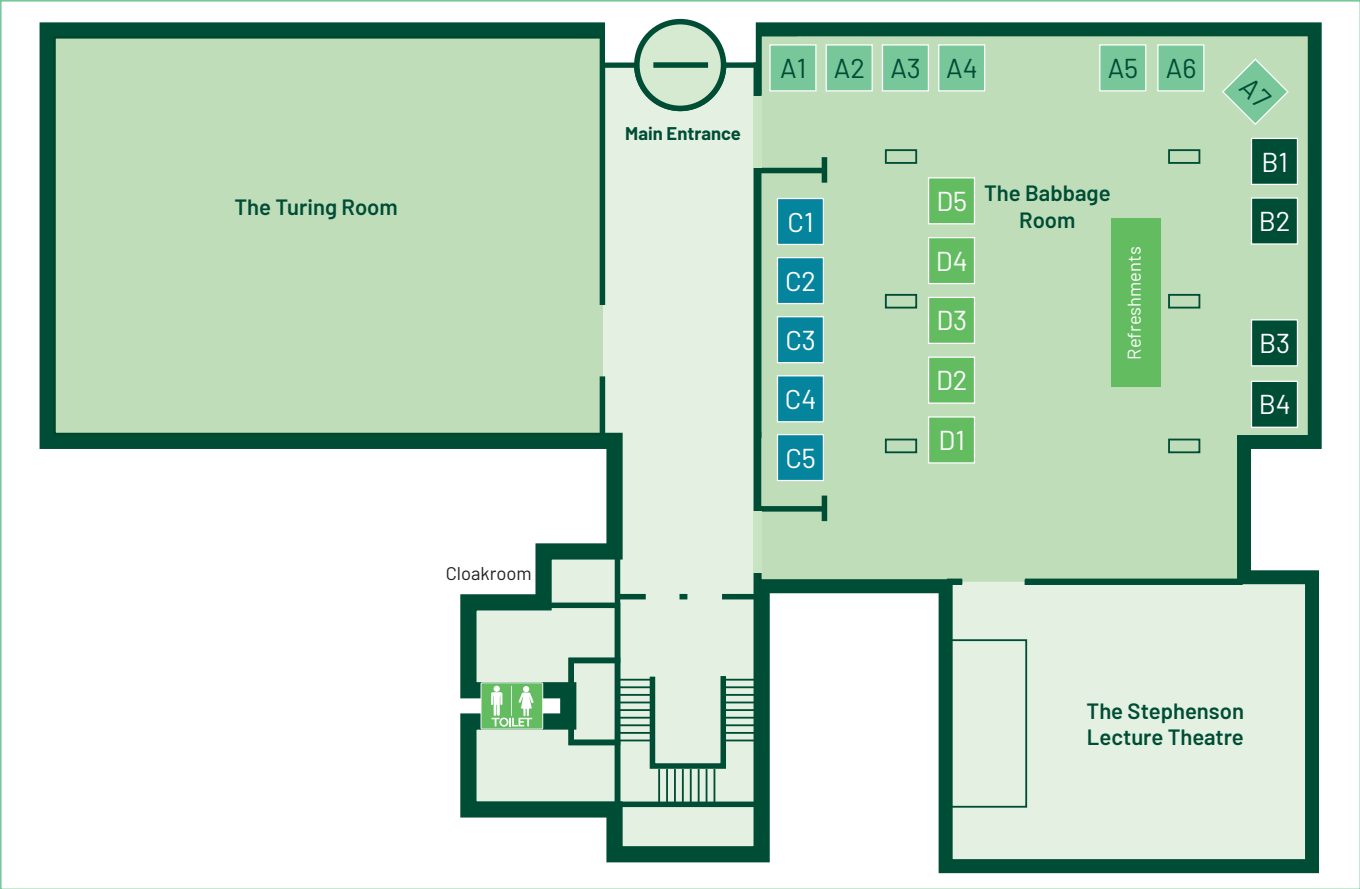 Main Entrance
The Turing Room
A1
A2
A3
A4
A5
A6
A7
B1
B2
B3
B4
C1
C2
C3
C4
C5
D5
D4
D3
D2
D1
The Babbage
Room
Refreshments
Cloakroom
TOILET
The Stephenson
Lecture Theatre